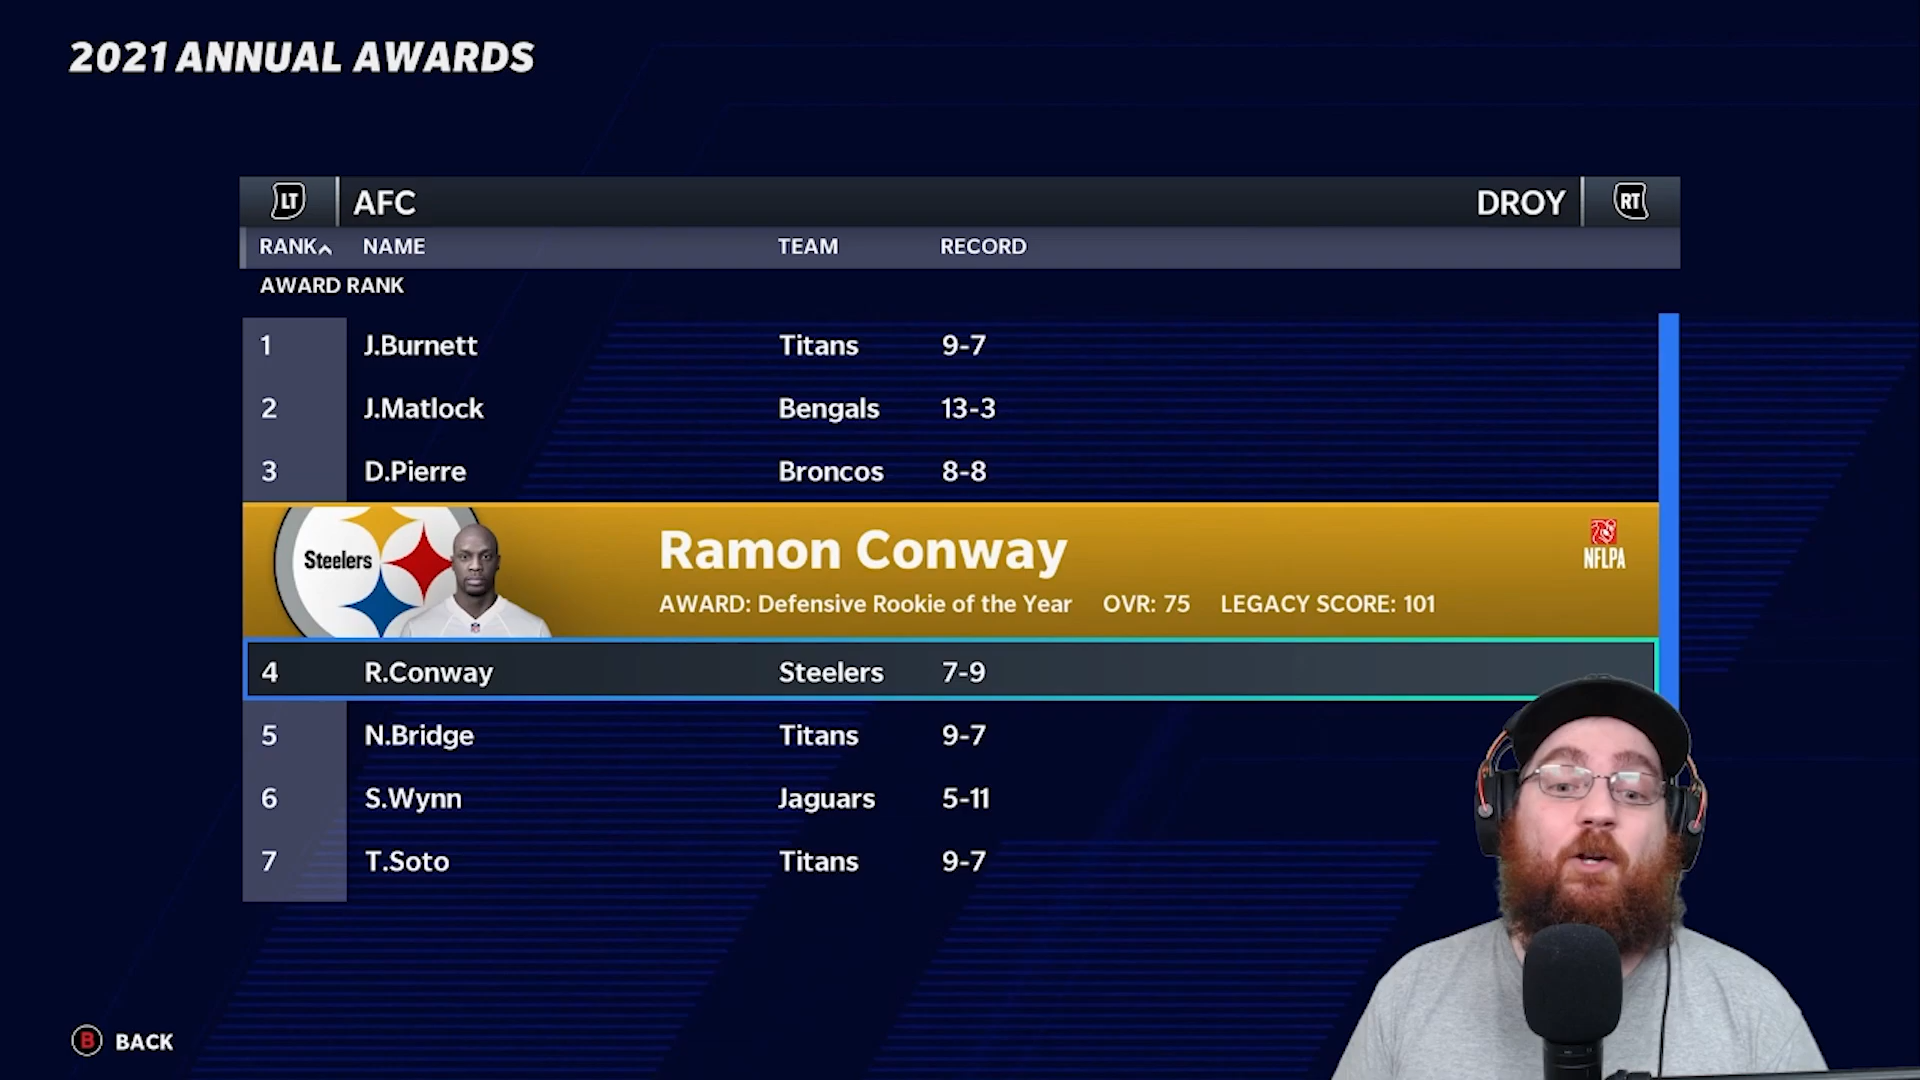 2021 ANNUAL AWARDS
LT AFC DROY RT
RANK NAME TEAM RECORD
AWARD RANK
1 J.Burnett Titans 9-7
2 J.Matlock Bengals 13-3
3 D.Pierre Broncos 8-8
Steelers
Ramon Conway
NFLPA
AWARD: Defensive Rookie of the Year OVR: 75 LEGACY SCORE: 101
4 R.Conway Steelers 7-9
5 N.Bridge Titans 9-7
6 S.Wynn Jaguars 5-11
7 T.Soto Titans 9-7
B BACK